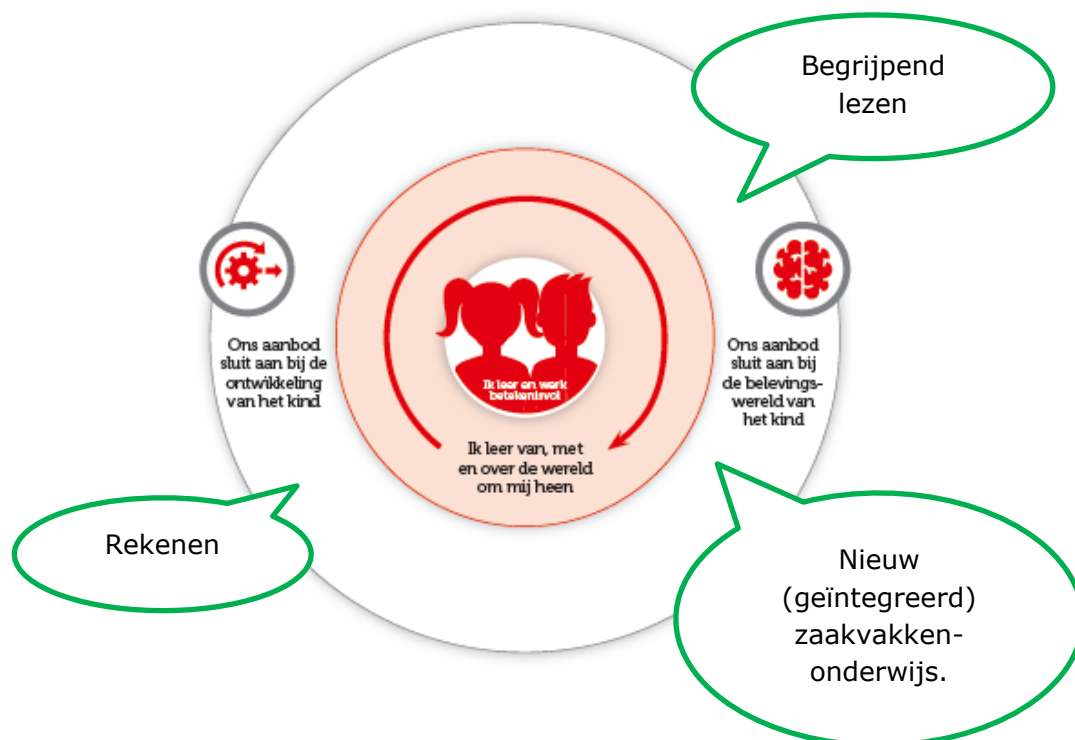 Begrijpend
lezen
Ons aanbod
sluit aan bij de
ontwikkeling
van het kind
Ik leer en werk
betekenisvol
Ons aanbod
sluit aan bij
de belevings-
wereld van
het kind
Ik leer van, met
en over de wereld
om mij heen
Rekenen
Nieuw
(geïntegreerd)
zaakvakken-
onderwijs.